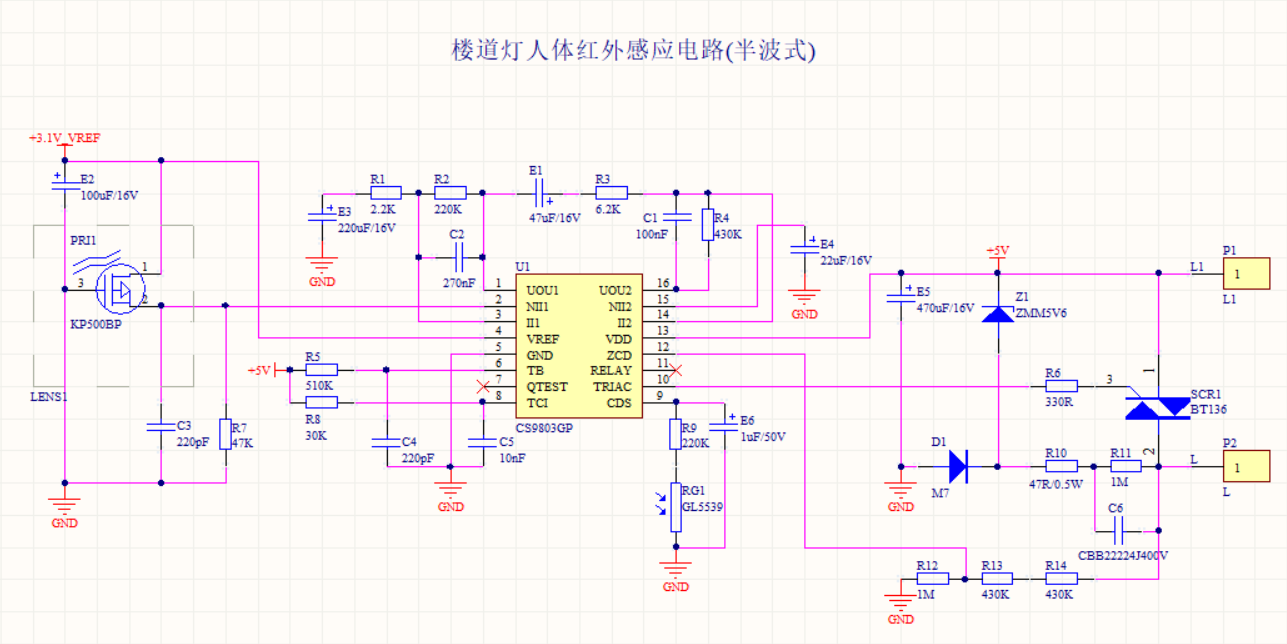 楼道灯人体红外感应电路(半波式)
+3.1V_VREF
E2
100uF/16V
PRI1
1
3
2
KP500BP
LENS1
C3
220pF
R7
47K
GND
E3
220uF/16V
GND
R1
2.2K
R2
220K
C2
270nF
E1
47uF/16V
R3
6.2K
C1
100nF
R4
430K
E4
22uF/16V
GND
+5V
R5
510K
R8
30K
C4
220pF
C5
10nF
GND
U1
1 UOU1 UOU2 16
2 NII1 NII2 15
3 II1 II2 14
4 VREF VDD 13
5 GND ZCD 12
6 TB RELAY 11
7 QTEST TRIAC 10
8 TCI CDS 9
CS9803GP
R9
220K
E6
1uF/50V
RG1
GL5539
GND
+5V
E5
470uF/16V
Z1
ZMM5V6
GND
D1
M7
R6
330R
3
1
2
SCR1
BT136
R10
47R/0.5W
R11
1M
C6
CBB22224J400V
R12
1M
R13
430K
R14
430K
GND
P1
L1
1
L1
P2
L
1
L